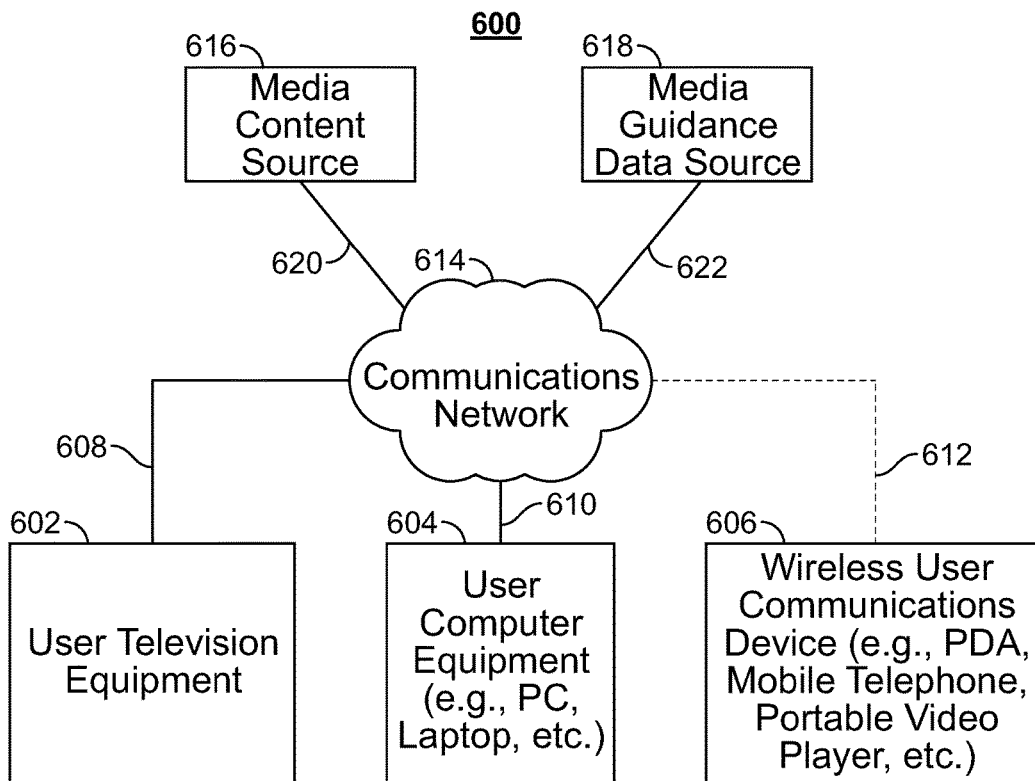 600
616
Media
Content
Source
618
Media
Guidance
Data Source
620
622
614
Communications
Network
608
610
612
602
User Television
Equipment
604
User
Computer
Equipment
(e.g., PC,
Laptop, etc.)
606
Wireless User
Communications
Device (e.g., PDA,
Mobile Telephone,
Portable Video
Player, etc.)